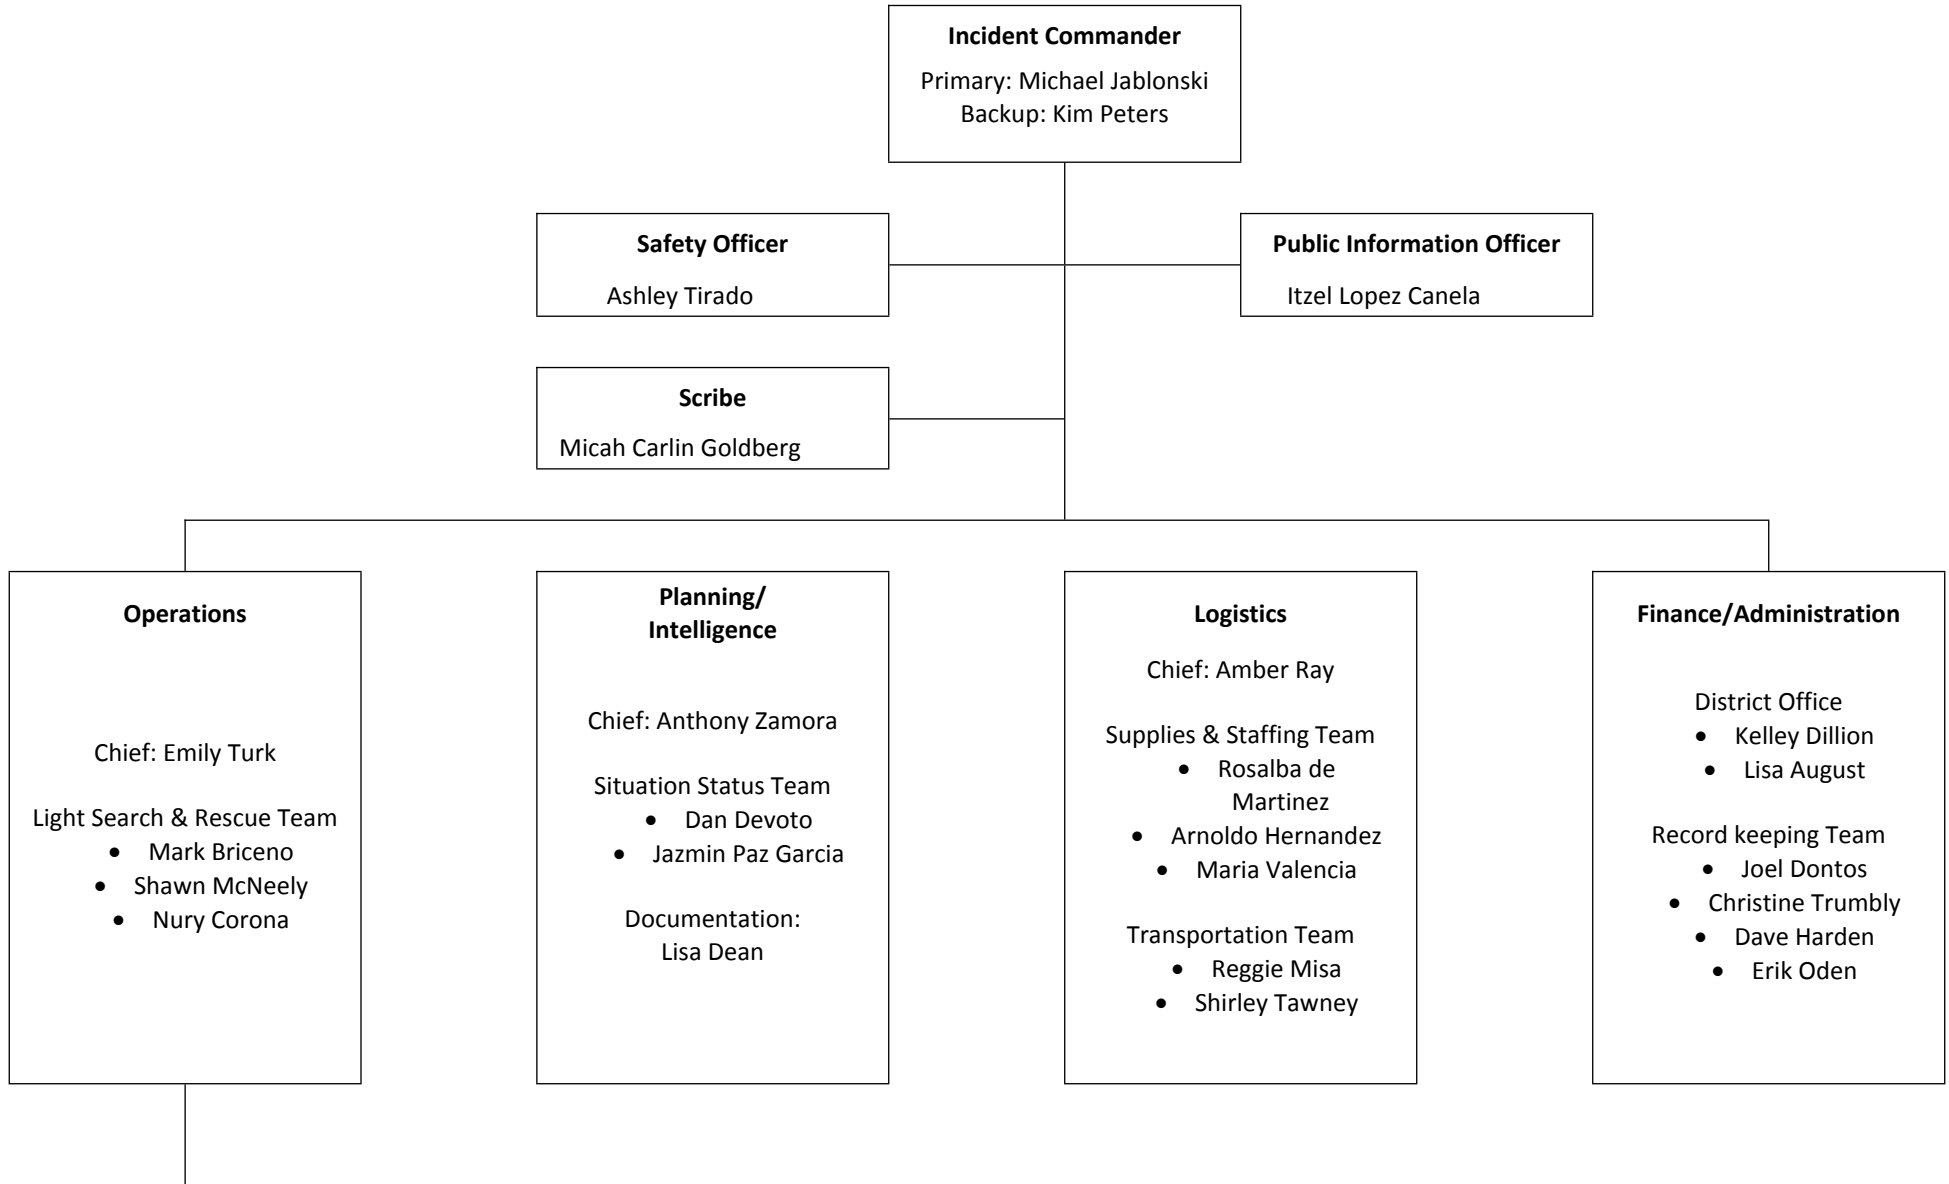 Incident Commander
Primary: Michael Jablonski
Backup: Kim Peters
Safety Officer
Ashley Tirado
Public Information Officer
Itzel Lopez Canela
Scribe
Micah Carlin Goldberg
Operations
Chief: Emily Turk
Light Search & Rescue Team
• Mark Briceno
• Shawn McNeely
• Nury Corona
Planning/
Intelligence
Chief: Anthony Zamora
Situation Status Team
• Dan Devoto
• Jazmin Paz Garcia
Documentation:
Lisa Dean
Logistics
Chief: Amber Ray
Supplies & Staffing Team
• Rosalba de
Martinez
• Arnoldo Hernandez
• Maria Valencia
Transportation Team
• Reggie Misa
• Shirley Tawney
Finance/Administration
District Office
• Kelley Dillion
• Lisa August
Record keeping Team
• Joel Dontos
• Christine Trumbly
• Dave Harden
• Erik Oden